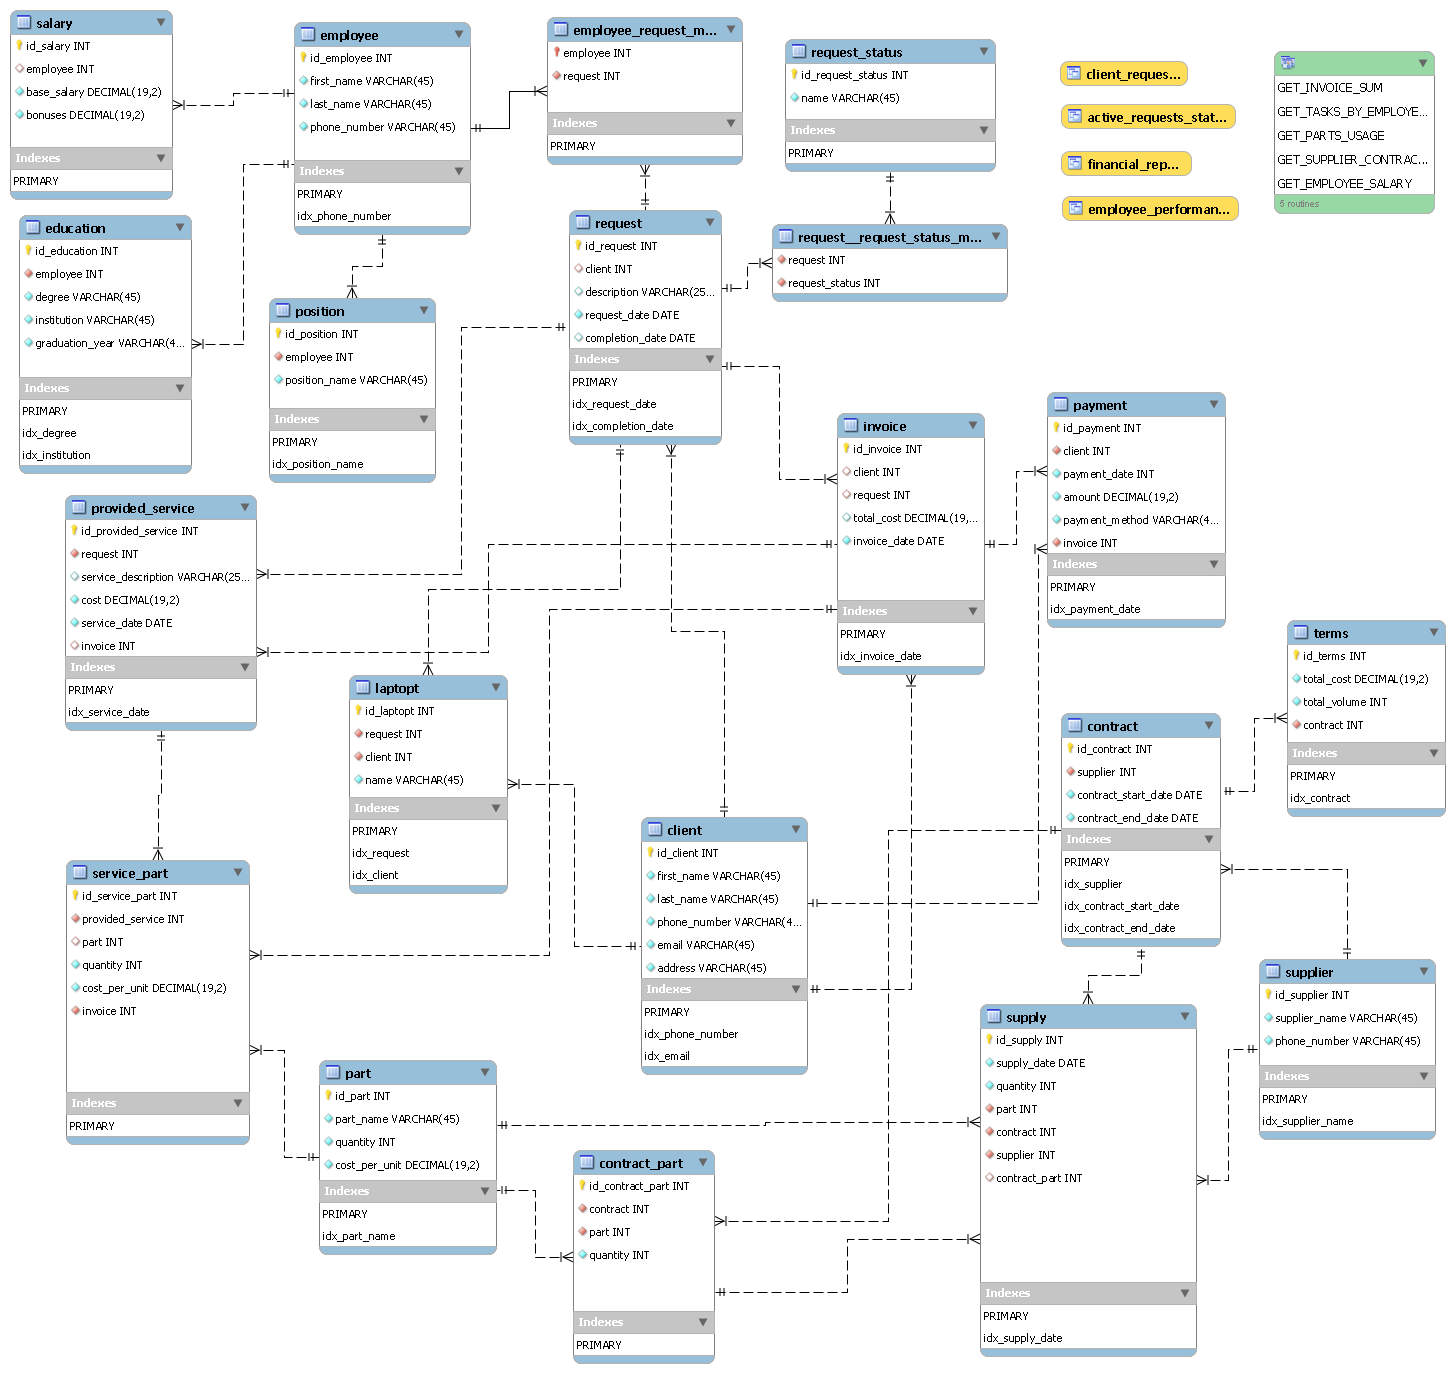 salary
id_salary INT
employee INT
base_salary DECIMAL(19,2)
bonuses DECIMAL(19,2)
Indexes
PRIMARY
employee
id_employee INT
first_name VARCHAR(45)
last_name VARCHAR(45)
phone_number VARCHAR(45)
Indexes
PRIMARY
idx_phone_number
employee_request_m...
employee INT
request INT
Indexes
PRIMARY
request_status
id_request_status INT
name VARCHAR(45)
Indexes
PRIMARY
client_reques...
active_requests_stat...
financial_rep...
employee_performan...
GET_INVOICE_SUM
GET_TASKS_BY_EMPLOYE...
GET_PARTS_USAGE
GET_SUPPLIER_CONTRAC...
GET_EMPLOYEE_SALARY
5 routines
education
id_education INT
employee INT
degree VARCHAR(45)
institution VARCHAR(45)
graduation_year VARCHAR(4...
Indexes
PRIMARY
idx_degree
idx_institution
position
id_position INT
employee INT
position_name VARCHAR(45)
Indexes
PRIMARY
idx_position_name
request
id_request INT
client INT
description VARCHAR(25...
request_date DATE
completion_date DATE
Indexes
PRIMARY
idx_request_date
idx_completion_date
request__request_status_m...
request INT
request_status INT
invoice
id_invoice INT
client INT
request INT
total_cost DECIMAL(19,...
invoice_date DATE
Indexes
PRIMARY
idx_invoice_date
payment
id_payment INT
client INT
payment_date INT
amount DECIMAL(19,2)
payment_method VARCHAR(4...
invoice INT
Indexes
PRIMARY
idx_payment_date
provided_service
id_provided_service INT
request INT
service_description VARCHAR(25...
cost DECIMAL(19,2)
service_date DATE
invoice INT
Indexes
PRIMARY
idx_service_date
laptopt
id_laptopt INT
request INT
client INT
name VARCHAR(45)
Indexes
PRIMARY
idx_request
idx_client
terms
id_terms INT
total_cost DECIMAL(19,2)
total_volume INT
contract INT
Indexes
PRIMARY
idx_contract
contract
id_contract INT
supplier INT
contract_start_date DATE
contract_end_date DATE
Indexes
PRIMARY
idx_supplier
idx_contract_start_date
idx_contract_end_date
client
id_client INT
first_name VARCHAR(45)
last_name VARCHAR(45)
phone_number VARCHAR(4...
email VARCHAR(45)
address VARCHAR(45)
Indexes
PRIMARY
idx_phone_number
idx_email
service_part
id_service_part INT
provided_service INT
part INT
quantity INT
cost_per_unit DECIMAL(19,2)
invoice INT
Indexes
PRIMARY
supplier
id_supplier INT
supplier_name VARCHAR(45)
phone_number VARCHAR(45)
Indexes
PRIMARY
idx_supplier_name
supply
id_supply INT
supply_date DATE
quantity INT
part INT
contract INT
supplier INT
contract_part INT
Indexes
PRIMARY
idx_supply_date
part
id_part INT
part_name VARCHAR(45)
quantity INT
cost_per_unit DECIMAL(19,2)
Indexes
PRIMARY
idx_part_name
contract_part
id_contract_part INT
contract INT
part INT
quantity INT
Indexes
PRIMARY